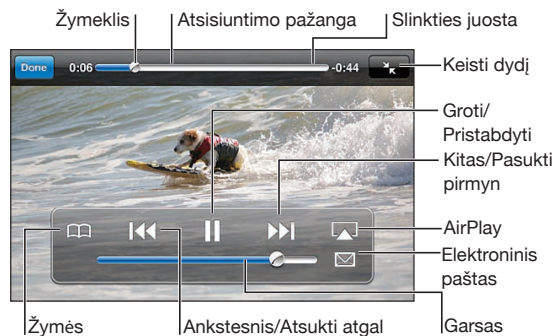 Žymeklis
Atsisiuntimo pažanga
Slinkties juosta
Done
0:06
-0:44
Keisti dydį
Groti/
Pristabdyti
Kitas/Pasukti
pirmyn
AirPlay
Elektroninis
paštas
Žymės
Ankstesnis/Atsukti atgal
Garsas